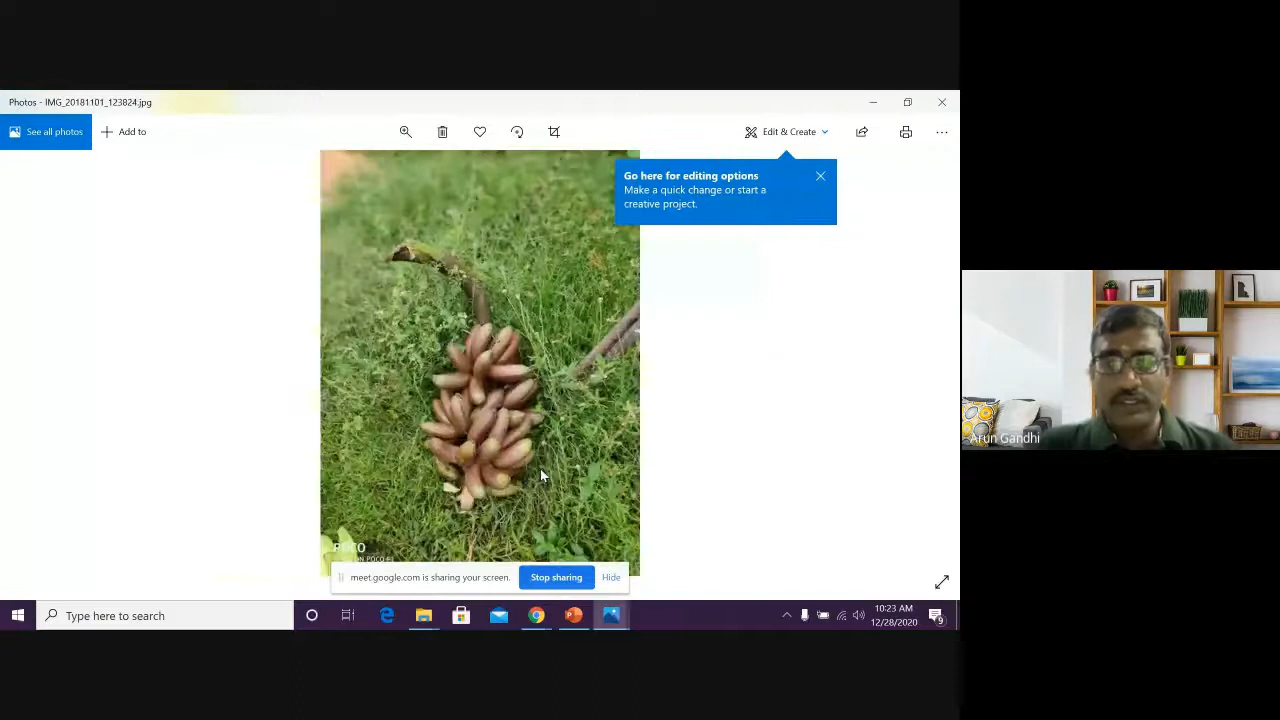 Photos - IMG_20181101_123824.jpg
See all photos
Add to
Edit & Create
Go here for editing options
Make a quick change or start a
creative project.
Arun Gandhi
POCO
meet.google.com is sharing your screen.
Stop sharing
Hide
Type here to search
10:23 AM
12/28/2020
9